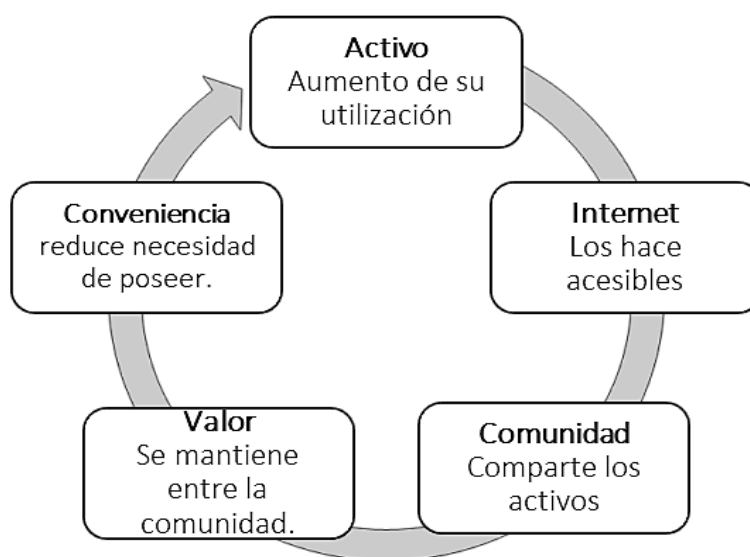 Activo
Aumento de su
utilización
Internet
Los hace
acesibles
Comunidad
Comparte los
activos
Valor
Se mantiene
entre la
comunidad.
Conveniencia
reduce necesidad
de poseer.